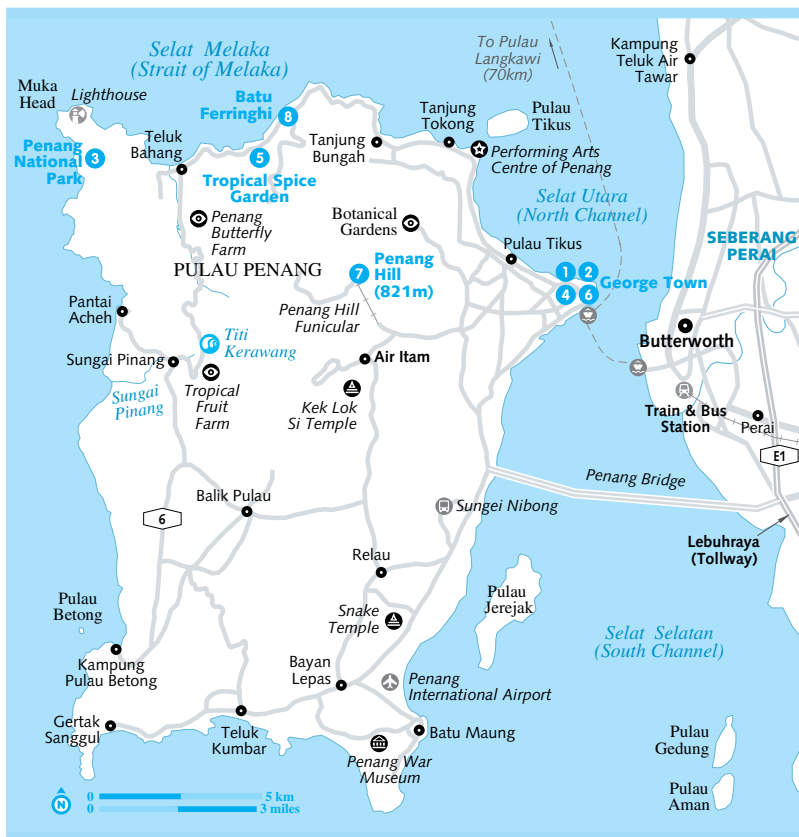 Selat Melaka
(Strait of Melaka)
To Pulau
Langkawi
(70km)
Kampung
Teluk Air
Tawar
Muka
Head
Lighthouse
Batu
Ferringhi
8
Tanjung
Tokong
Pulau
Tikus
Penang
National
Park
3
Teluk
Bahang
5
Tropical Spice
Garden
Tanjung
Bungah
Performing Arts
Centre of Penang
Selat Utara
(North Channel)
Penang
Butterfly
Farm
Botanical
Gardens
Pulau Tikus
SEBERANG
PERAI
PULAU PENANG
7
Penang
Hill
(821m)
1 2
4 6
George Town
Pantai
Acheh
Penang Hill
Funicular
Titi
Kerawang
Butterworth
Sungai Pinang
Air Itam
Sungai
Pinang
Tropical
Fruit
Farm
Kek Lok
Si Temple
Train & Bus
Station
Perai
E1
Penang Bridge
Balik Pulau
6
Sungei Nibong
Lebuhraya
(Tollway)
Relau
Pulau
Jerejak
Pulau
Betong
Snake
Temple
Selat Selatan
(South Channel)
Kampung
Pulau Betong
Bayan
Lepas
Penang
International Airport
Gertak
Sanggul
Teluk
Kumbar
Batu Maung
Pulau
Gedung
Penang War
Museum
Pulau
Aman
N
0 5 km
0 3 miles